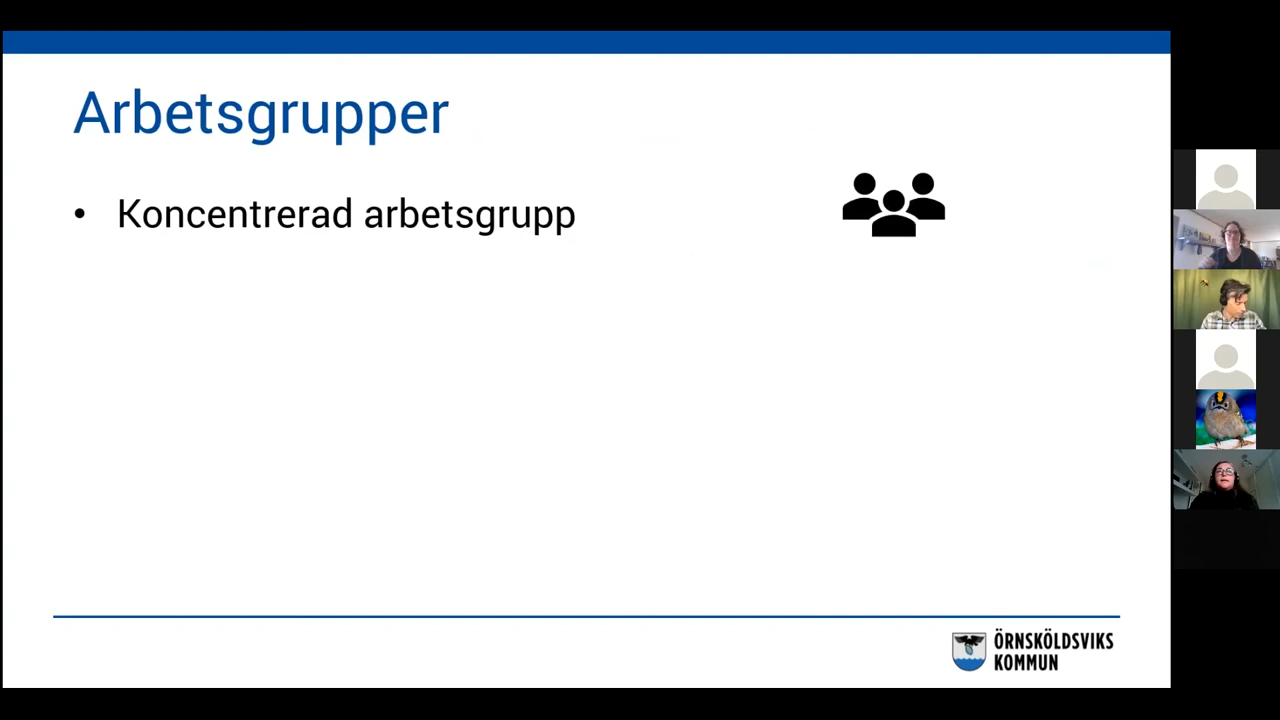 Arbetsgrupper
• Koncentrerad arbetsgrupp
ÖRNSKÖLDSVIKS
KOMMUN